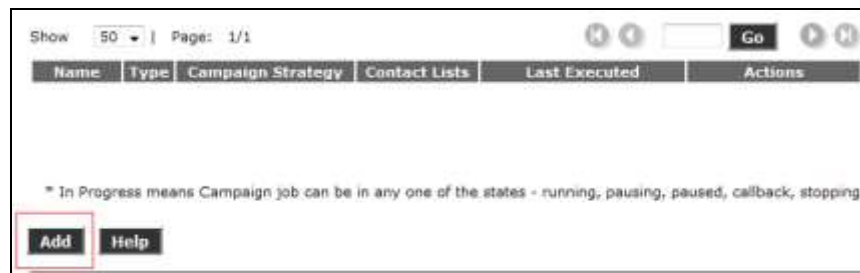 Show 50 | Page: 1/1 Go
Name Type Campaign Strategy Contact Lists Last Executed Actions
* In Progress means Campaign job can be in any one of the states - running, pausing, paused, callback, stopping
Add Help